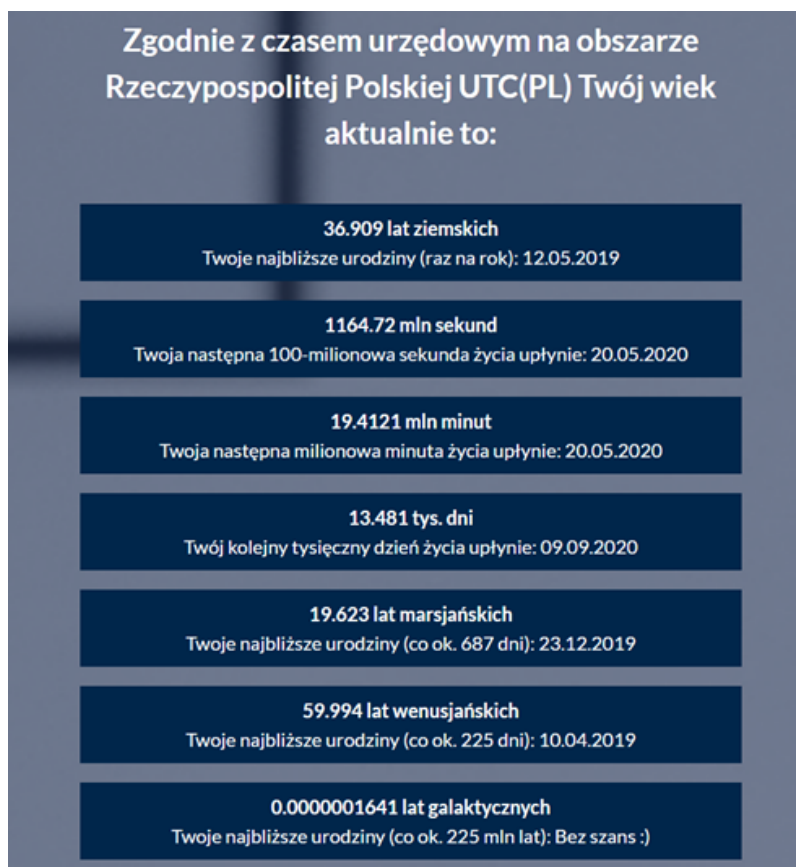 Zgodnie z czasem urzędowym na obszarze
Rzeczypospolitej Polskiej UTC(PL) Twój wiek
aktualnie to:
36.909 lat ziemskich
Twoje najbliższe urodziny (raz na rok): 12.05.2019
1164.72 mln sekund
Twoja następna 100-milionowa sekunda życia upłynie: 20.05.2020
19.4121 mln minut
Twoja następna milionowa minuta życia upłynie: 20.05.2020
13.481 tys. dni
Twój kolejny tysięczny dzień życia upłynie: 09.09.2020
19.623 lat marsjańskich
Twoje najbliższe urodziny (co ok. 687 dni): 23.12.2019
59.994 lat wenusjańskich
Twoje najbliższe urodziny (co ok. 225 dni): 10.04.2019
0.0000001641 lat galaktycznych
Twoje najbliższe urodziny (co ok. 225 mln lat): Bez szans :)